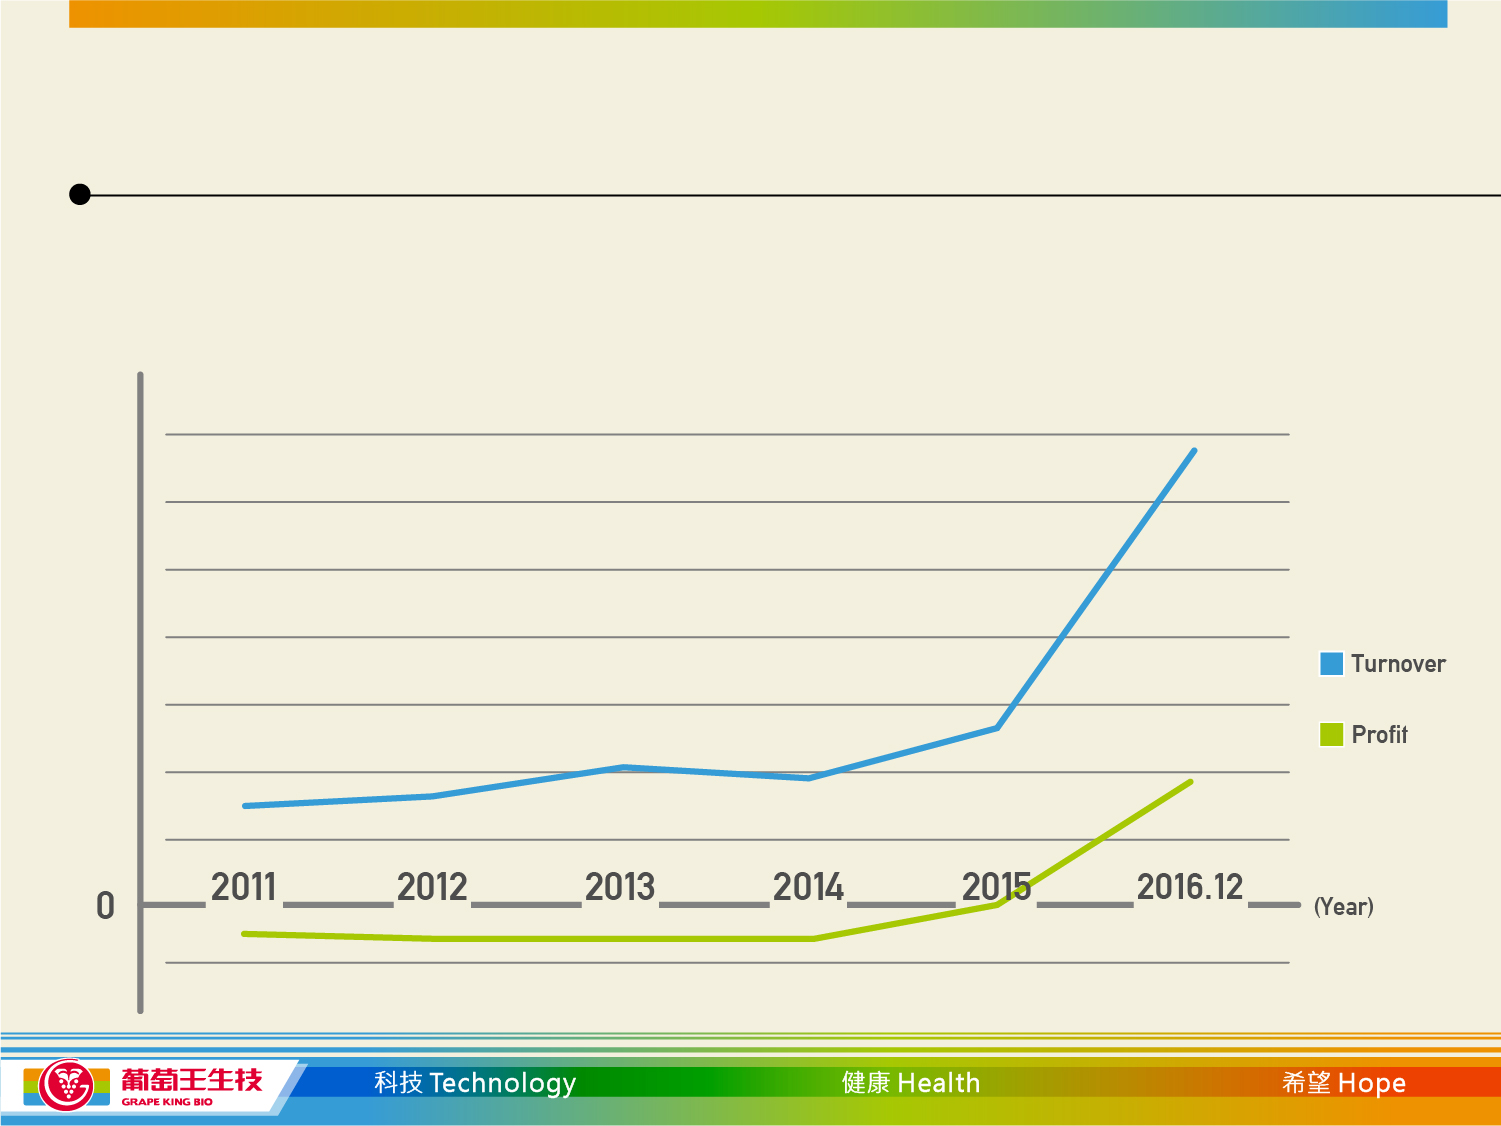 Turnover
Profit
2011 2012 2013 2014 2015 2016.12
0
(Year)
葡萄王生技
GRAPE KING BIO
科技 Technology
健康 Health
希望 Hope